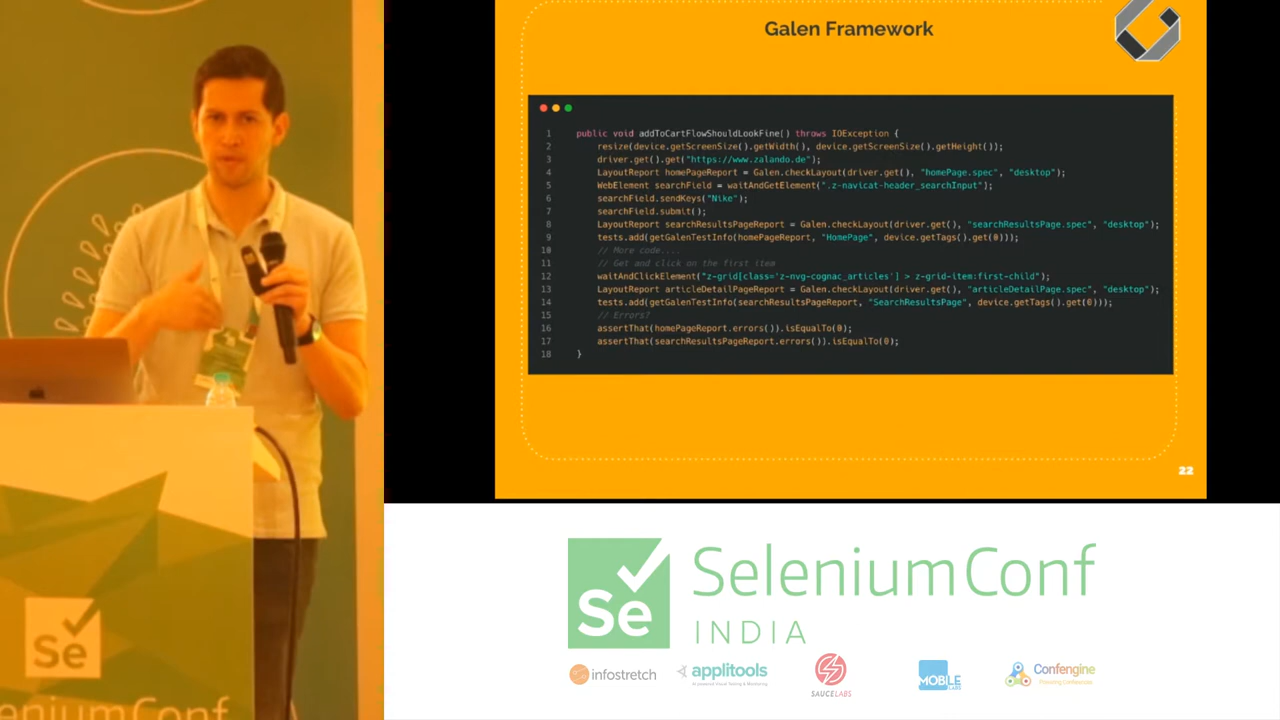 Galen Framework
1 public void addToCartFlowShouldLookFine() throws IOException {
2 resize(device.getScreenSize().getWidth(), device.getScreenSize().getHeight());
3 driver.get().get("https://www.zalando.de");
4 LayoutReport homePageReport = Galen.checkLayout(driver.get(), "homePage.spec", "desktop");
5 WebElement searchField = waitAndGetElement(".z-navicat-header_searchInput");
6 searchField.sendKeys("Nike");
7 searchField.submit();
8 LayoutReport searchResultsPageReport = Galen.checkLayout(driver.get(), "searchResultsPage.spec", "desktop");
9 tests.add(getGalenTestInfo(homePageReport, "HomePage", device.getTags().get(0)));
10 // More code....
11 // Get and click on the first item
12 waitAndClickElement("z-grid[class='z-nvg-cognac_articles'] > z-grid-item:first-child");
13 LayoutReport articleDetailPageReport = Galen.checkLayout(driver.get(), "articleDetailPage.spec", "desktop");
14 tests.add(getGalenTestInfo(searchResultsPageReport, "SearchResultsPage", device.getTags().get(0)));
15 // Errors?
16 assertThat(homePageReport.errors()).isEqualTo(0);
17 assertThat(searchResultsPageReport.errors()).isEqualTo(0);
18 }
22
Se
SeleniumConf
INDIA
infostretch
applitools
SAUCELABS
MOBLE
LABS
Confengine
Se
eniumConf